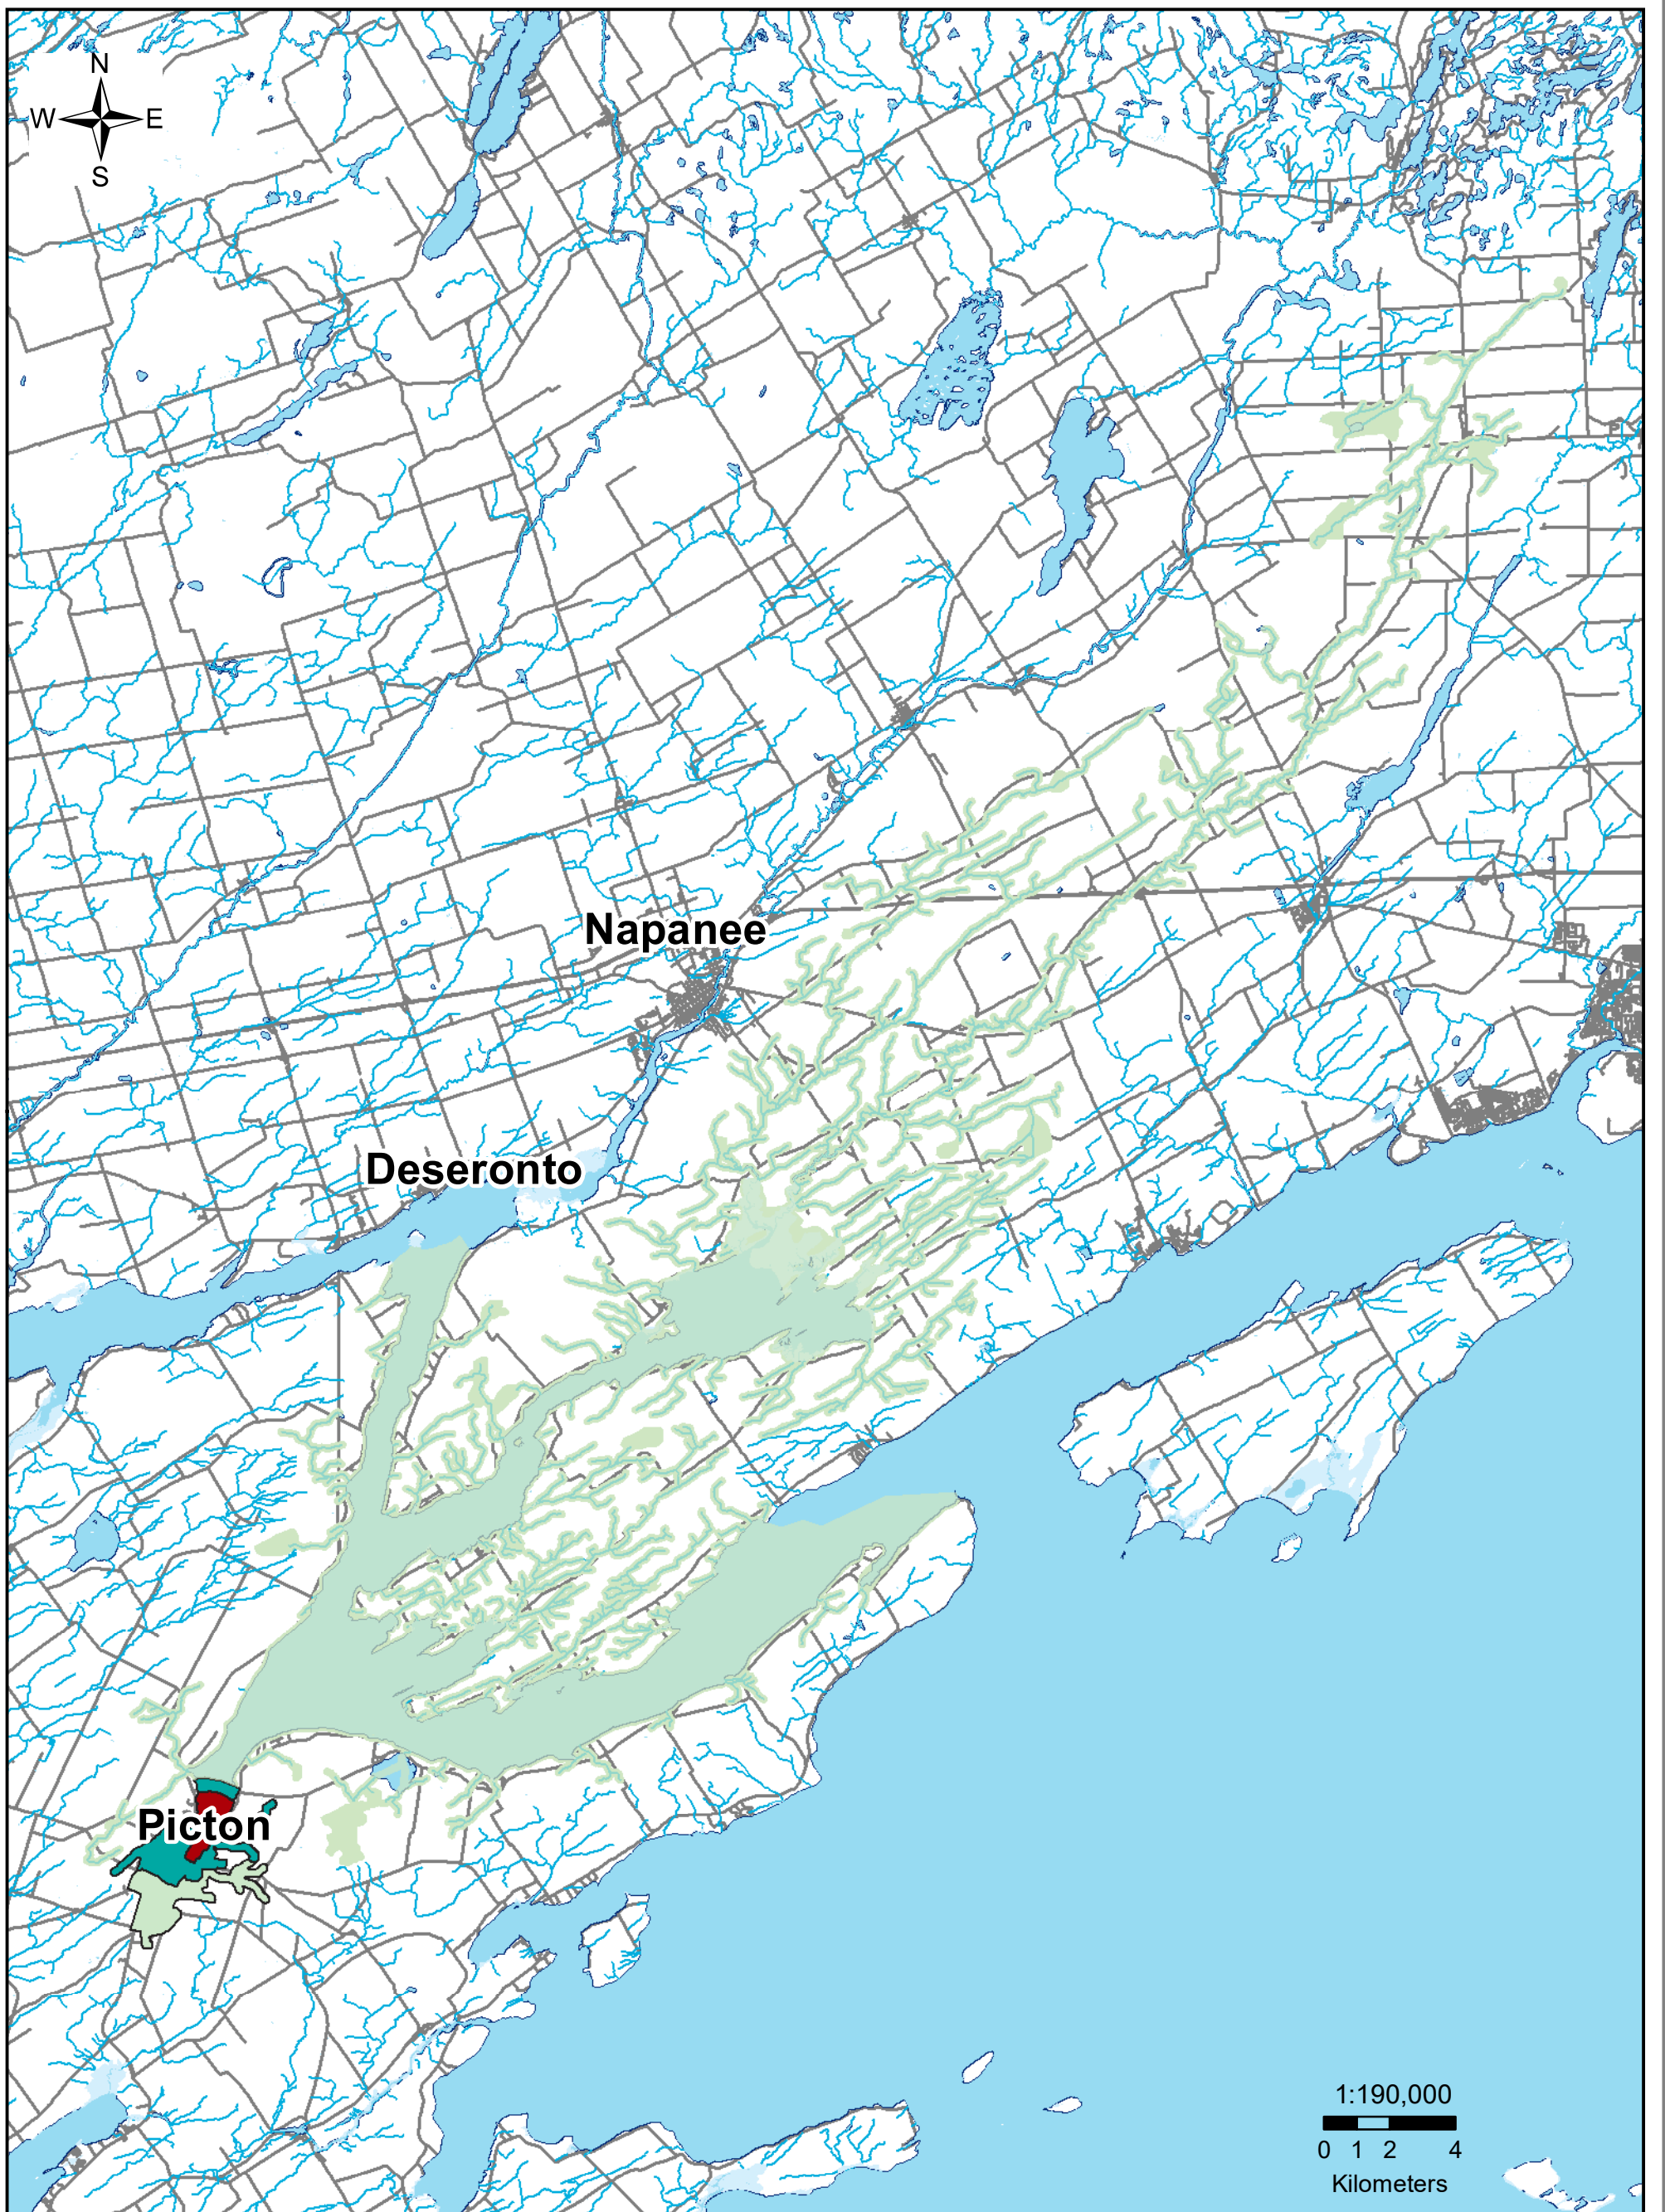 N
W E
S
Napanee
Deseronto
Picton
1:190,000
0 1 2 4
Kilometers